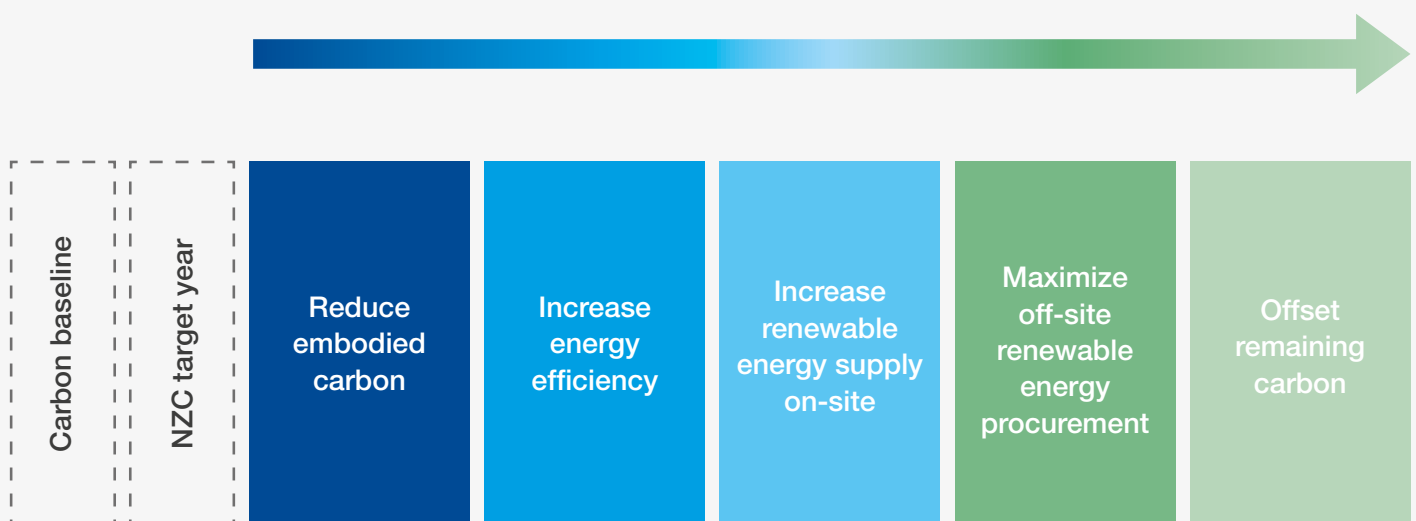 Carbon baseline
NZC target year
Reduce
embodied
carbon
Increase
energy
efficiency
Increase
renewable
energy supply
on-site
Maximize
off-site
renewable
energy
procurement
Offset
remaining
carbon